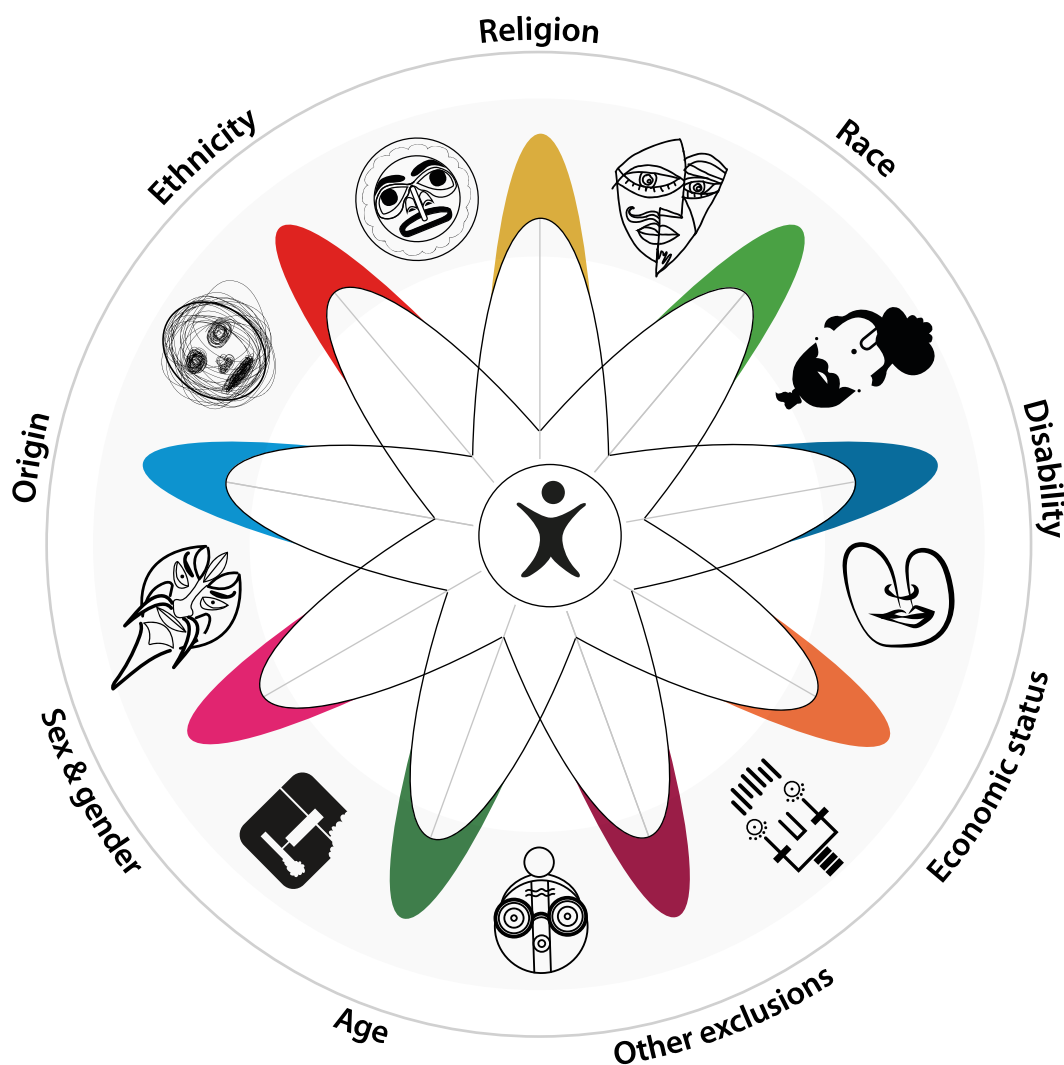 Religion
Race
Disability
Economic status
Other exclusions
Age
Sex & gender
Origin
Ethnicity